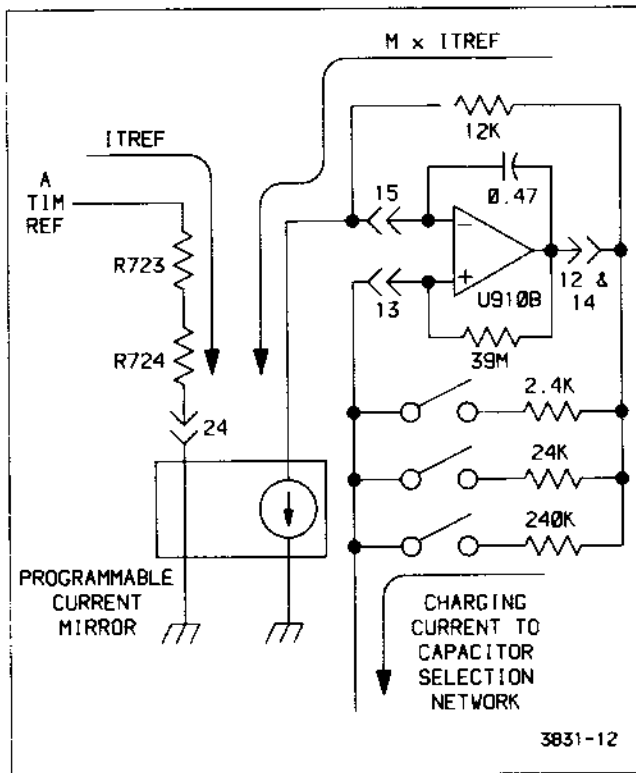 M x ITREF
12K
ITREF
A
TIM
REF
15
0.47
−
R723
13
+
U910B
12 &
14
R724
39M
24
2.4K
24K
240K
PROGRAMMABLE
CURRENT
MIRROR
CHARGING
CURRENT TO
CAPACITOR
SELECTION
NETWORK
3831-12